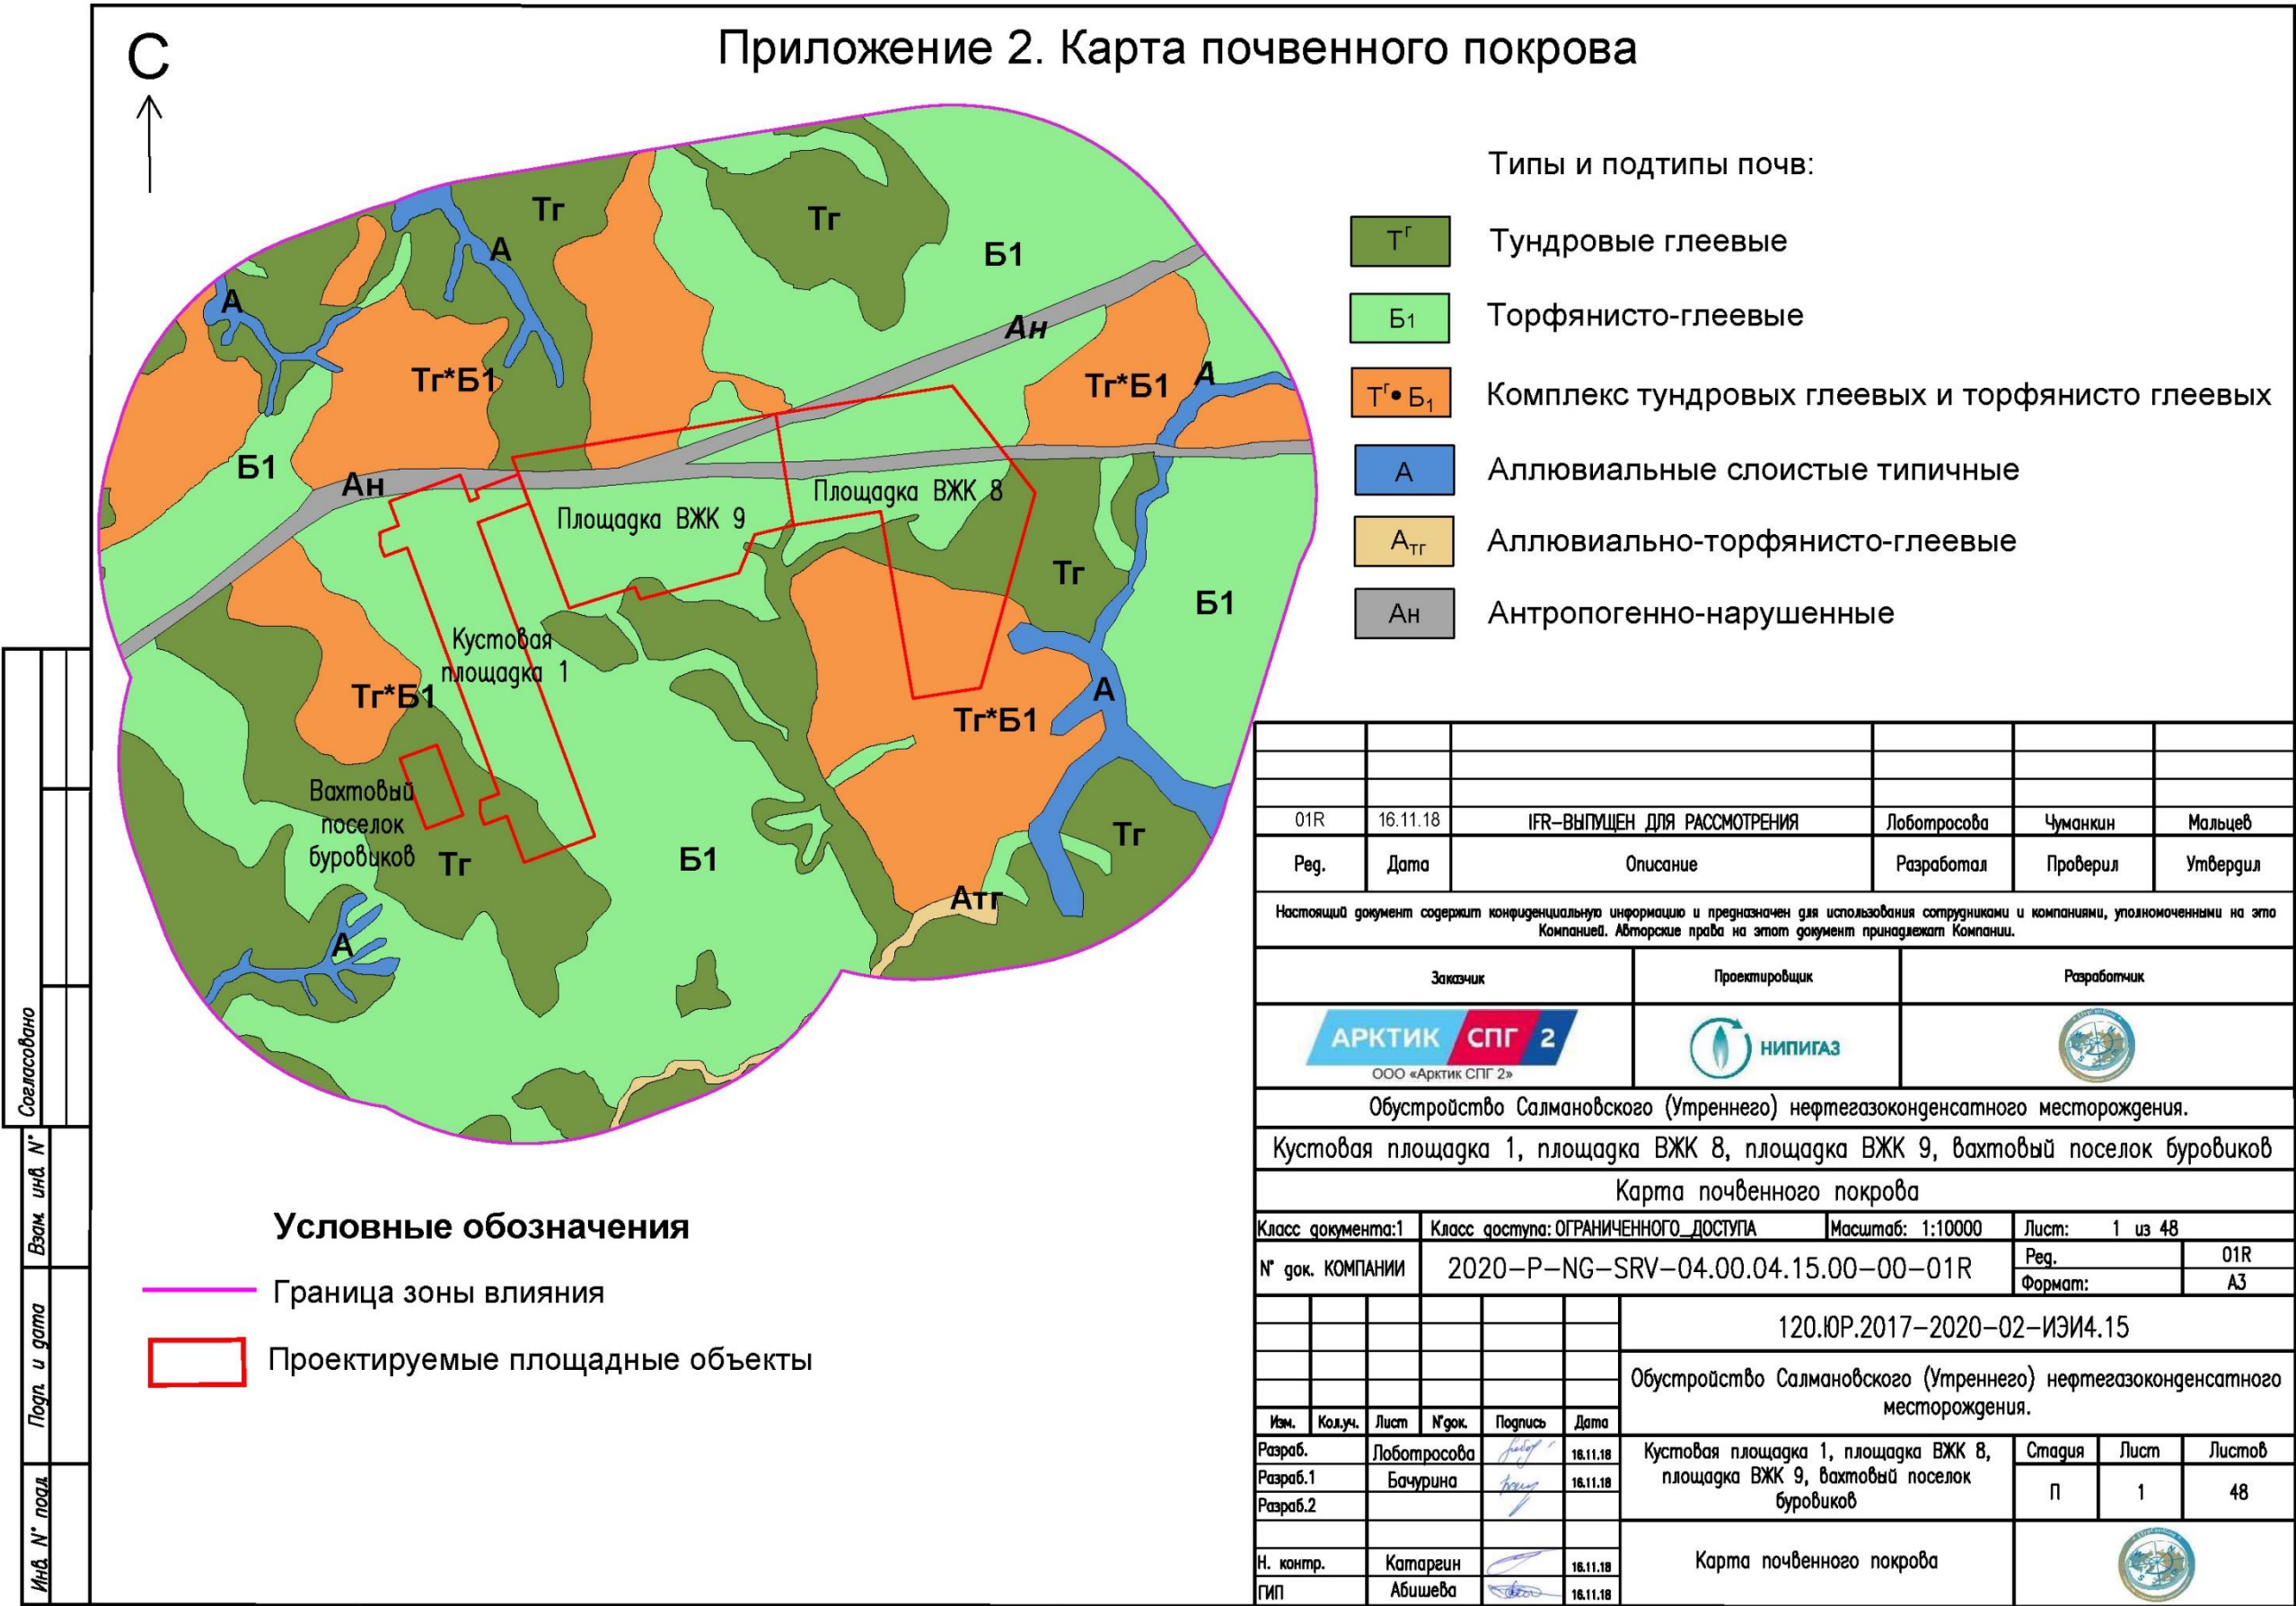 Приложение 2. Карта почвенного покрова
С
Типы и подтипы почв:
Тг Тундровые глеевые
Б1 Торфянисто-глеевые
Тг•Б1 Комплекс тундровых глеевых и торфянисто глеевых
А Аллювиальные слоистые типичные
Атг Аллювиально-торфянисто-глеевые
Ан Антропогенно-нарушенные
Тг
Тг
А
Б1
А
Ан
Тг*Б1
Тг*Б1
А
Б1
Ан
Площадка ВЖК 8
Площадка ВЖК 9
Тг
Б1
Кустовая
площадка 1
Тг*Б1
А
Тг*Б1
Вахтовый
поселок
буровиков
Тг
Б1
Тг
Атг
А
Условные обозначения
Граница зоны влияния
Проектируемые площадные объекты
Согласовано
Взам. инв. N°
Подп. и дата
Инв. N° подл.
01R 16.11.18 IFR-ВЫПУЩЕН ДЛЯ РАССМОТРЕНИЯ Лоботросова Чуманкин Мальцев
Ред. Дата Описание Разработал Проверил Утвердил
Настоящий документ содержит конфиденциальную информацию и предназначен для использования сотрудниками и компаниями, уполномоченными на это
Компанией. Авторские права на этот документ принадлежат Компании.
Заказчик Проектировщик Разработчик
АРКТИК СПГ 2
НИПИГАЗ
ООО «Арктик СПГ 2»
Обустройство Салмановского (Утреннего) нефтегазоконденсатного месторождения.
Кустовая площадка 1, площадка ВЖК 8, площадка ВЖК 9, вахтовый поселок буровиков
Карта почвенного покрова
Класс документа:1 Класс доступа: ОГРАНИЧЕННОГО_ДОСТУПА Масштаб: 1:10000 Лист: 1 из 48
N° док. КОМПАНИИ 2020-P-NG-SRV-04.00.04.15.00-00-01R Ред. 01R
Формат: А3
120.ЮР.2017-2020-02-ИЭИ4.15
Обустройство Салмановского (Утреннего) нефтегазоконденсатного
месторождения.
Изм. Кол.уч. Лист N°док. Подпись Дата
Разраб. Лоботросова 16.11.18
Разраб.1 Бачурина 16.11.18
Разраб.2
Кустовая площадка 1, площадка ВЖК 8,
площадка ВЖК 9, вахтовый поселок
буровиков
Стадия Лист Листов
П 1 48
Н. контр. Катаргин 16.11.18
ГИП Абишева 16.11.18
Карта почвенного покрова